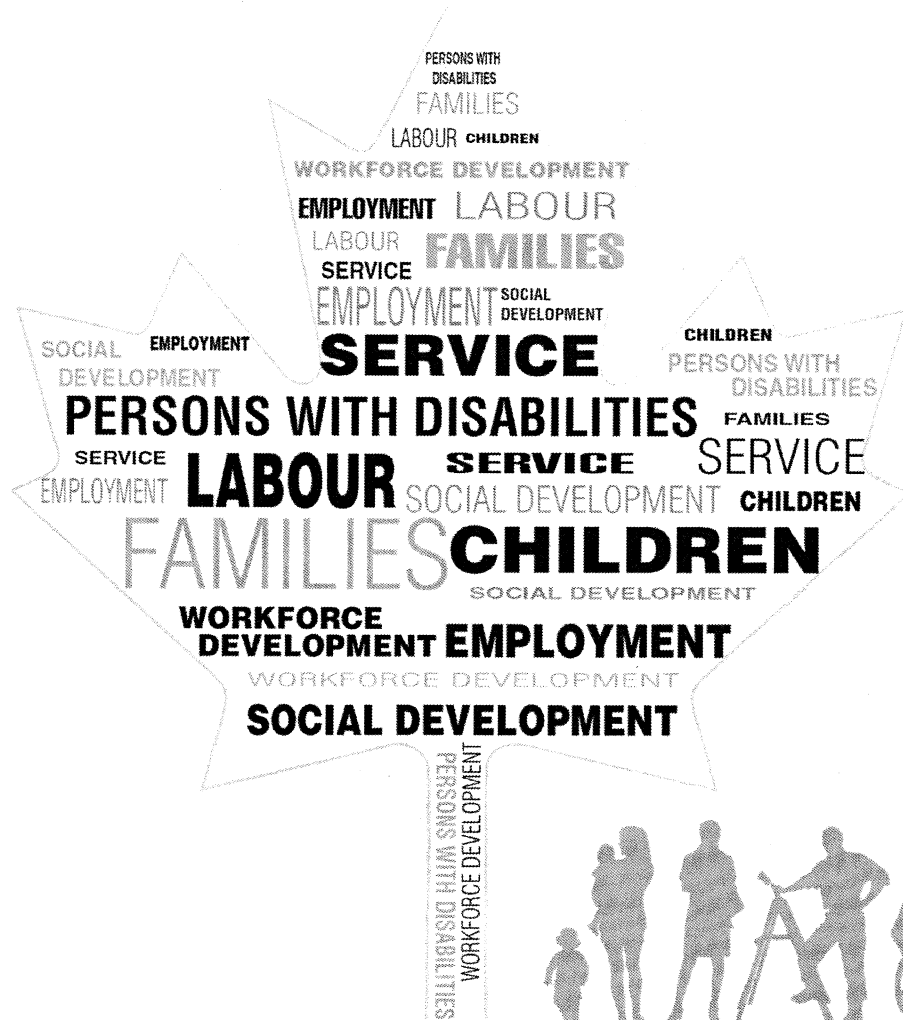 PERSONS WITH
DISABILITIES
FAMILIES
LABOUR CHILDREN
WORKFORCE DEVELOPMENT
EMPLOYMENT LABOUR
LABOUR FAMILIES
SERVICE
EMPLOYMENT SOCIAL
DEVELOPMENT
SERVICE
SOCIAL EMPLOYMENT
DEVELOPMENT
CHILDREN
PERSONS WITH
DISABILITIES
PERSONS WITH DISABILITIES FAMILIES
SERVICE LABOUR SERVICE SERVICE
EMPLOYMENT SOCIAL DEVELOPMENT CHILDREN
FAMILIES CHILDREN
SOCIAL DEVELOPMENT
WORKFORCE
DEVELOPMENT EMPLOYMENT
WORKFORCE DEVELOPMENT
SOCIAL DEVELOPMENT
PERSONS WITH DISABILITIES
WORKFORCE DEVELOPMENT